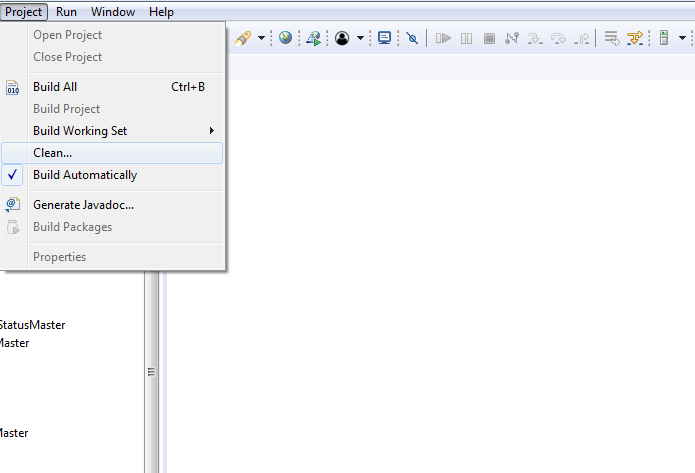 Project Run Window Help
Open Project
Close Project
Build All Ctrl+B
Build Project
Build Working Set
Clean...
Build Automatically
Generate Javadoc...
Build Packages
Properties
StatusMaster
Master
Master